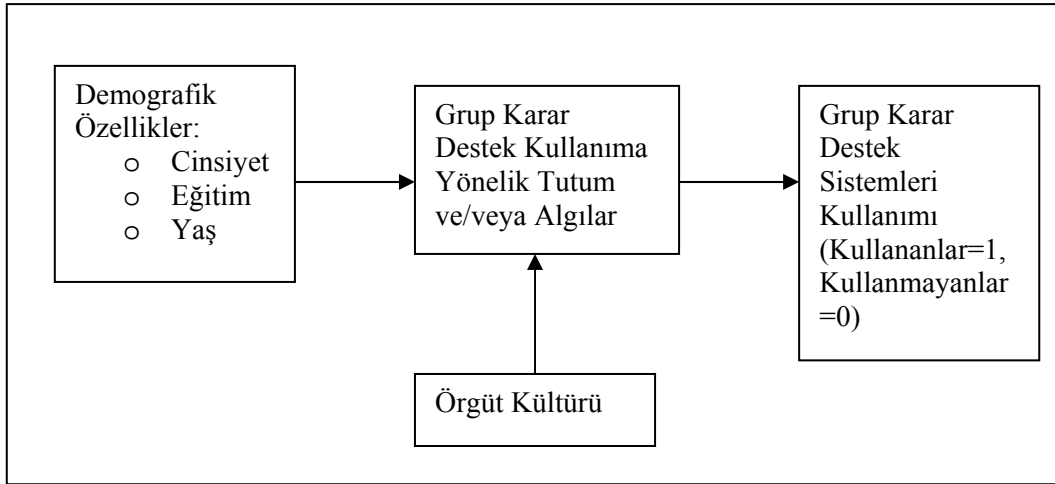 Demografik
Özellikler:
o Cinsiyet
o Eğitim
o Yaş
Grup Karar
Destek Kullanıma
Yönelik Tutum
ve/veya Algılar
Grup Karar
Destek
Sistemleri
Kullanımı
(Kullananlar=1,
Kullanmayanlar
=0)
Örgüt Kültürü